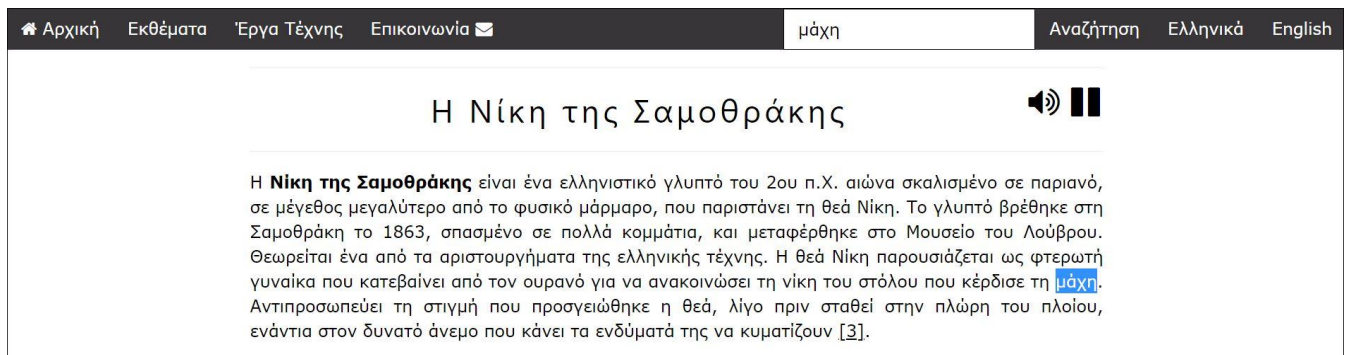 Αρχική Εκθέματα Έργα Τέχνης Επικοινωνία μάχη Αναζήτηση Ελληνικά English
Η Νίκη της Σαμοθράκης
Η Νίκη της Σαμοθράκης είναι ένα ελληνιστικό γλυπτό του 2ου π.Χ. αιώνα σκαλισμένο σε παριανό,
σε μέγεθος μεγαλύτερο από το φυσικό μάρμαρο, που παριστάνει τη θεά Νίκη. Το γλυπτό βρέθηκε στη
Σαμοθράκη το 1863, σπασμένο σε πολλά κομμάτια, και μεταφέρθηκε στο Μουσείο του Λούβρου.
Θεωρείται ένα από τα αριστουργήματα της ελληνικής τέχνης. Η θεά Νίκη παρουσιάζεται ως φτερωτή
γυναίκα που κατεβαίνει από τον ουρανό για να ανακοινώσει τη νίκη του στόλου που κέρδισε τη μάχη.
Αντιπροσωπεύει τη στιγμή που προσγειώθηκε η θεά, λίγο πριν σταθεί στην πλώρη του πλοίου,
ενάντια στον δυνατό άνεμο που κάνει τα ενδύματά της να κυματίζουν [3].